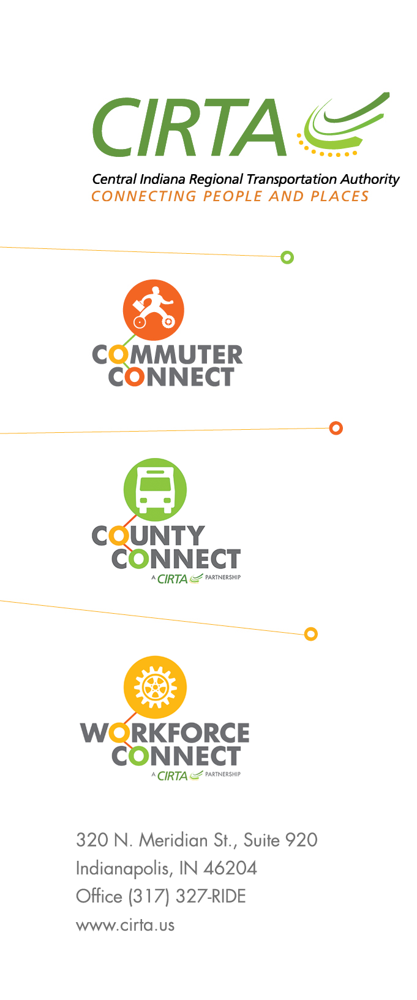 CIRTA
Central Indiana Regional Transportation Authority
CONNECTING PEOPLE AND PLACES
COMMUTER
CONNECT
COUNTY
CONNECT
A CIRTA PARTNERSHIP
WORKFORCE
CONNECT
A CIRTA PARTNERSHIP
320 N. Meridian St., Suite 920
Indianapolis, IN 46204
Office (317) 327-RIDE
www.cirta.us